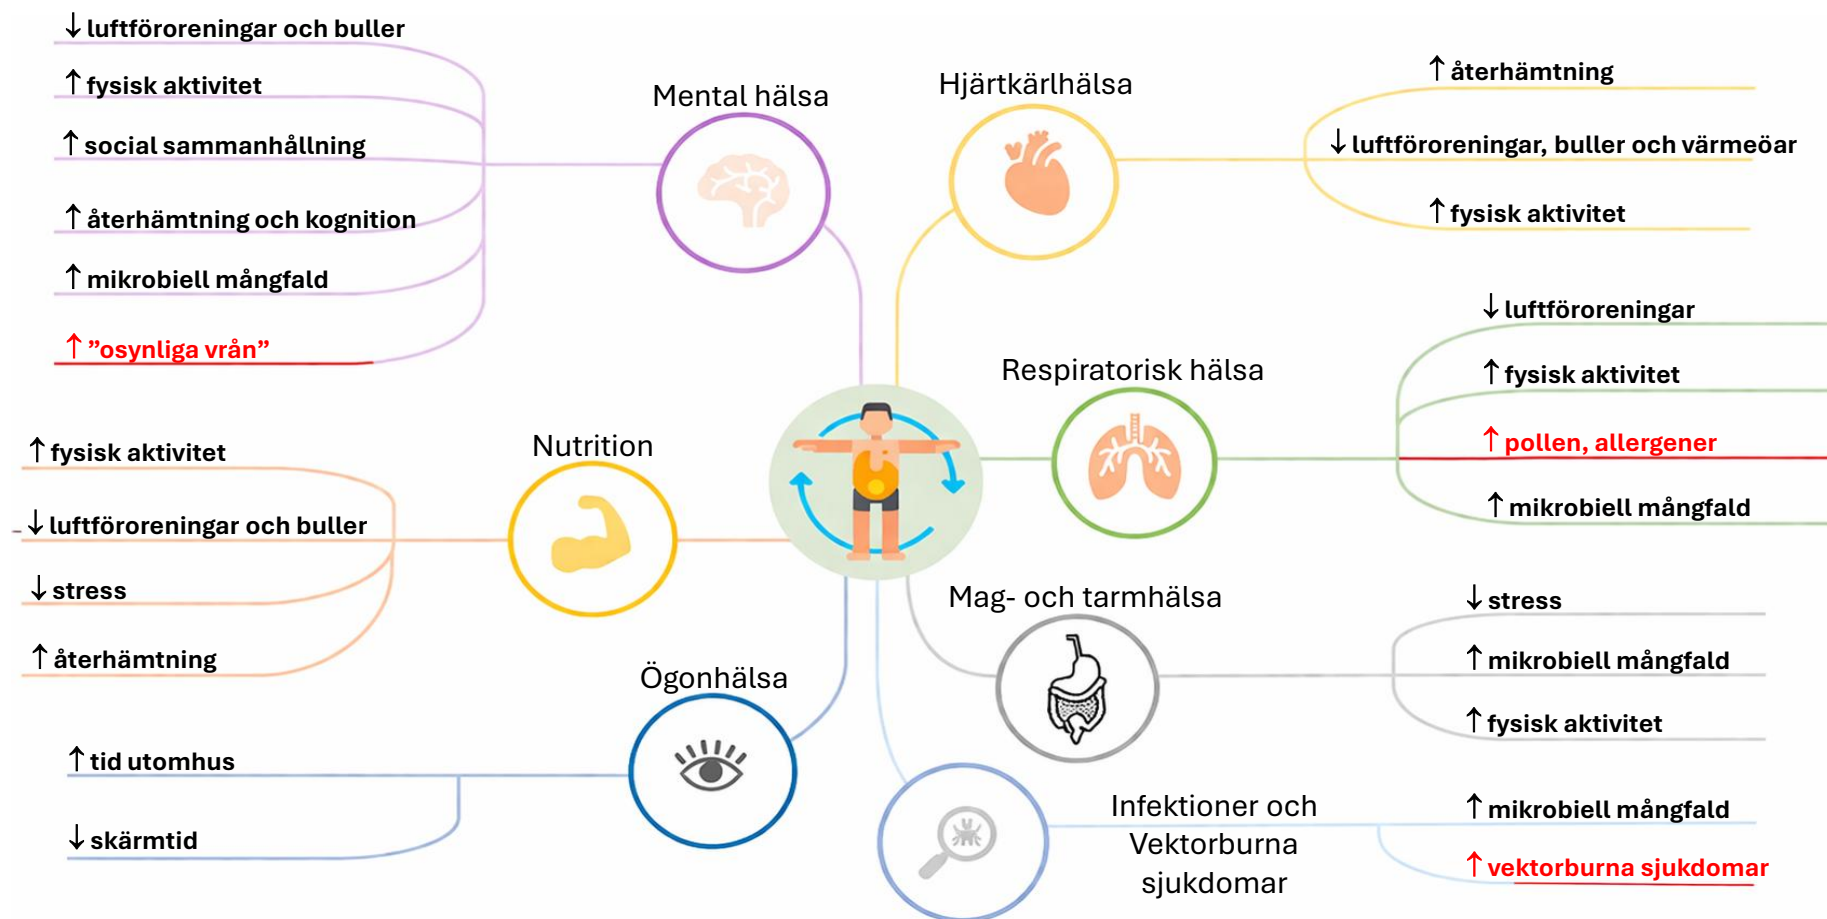 Mental hälsa
↓ luftföroreningar och buller
↑ fysisk aktivitet
↑ social sammanhållning
↑ återhämtning och kognition
↑ mikrobiell mångfald
↑ ”osynliga vrån”
Hjärtkärlhälsa
↑ återhämtning
↓ luftföroreningar, buller och värmeöar
↑ fysisk aktivitet
Respiratorisk hälsa
↓ luftföroreningar
↑ fysisk aktivitet
↑ pollen, allergener
↑ mikrobiell mångfald
Nutrition
↑ fysisk aktivitet
↓ luftföroreningar och buller
↓ stress
↑ återhämtning
Mag- och tarmhälsa
↓ stress
↑ mikrobiell mångfald
↑ fysisk aktivitet
Ögonhälsa
↑ tid utomhus
↓ skärmtid
Infektioner och
Vektorburna
sjukdomar
↑ mikrobiell mångfald
↑ vektorburna sjukdomar